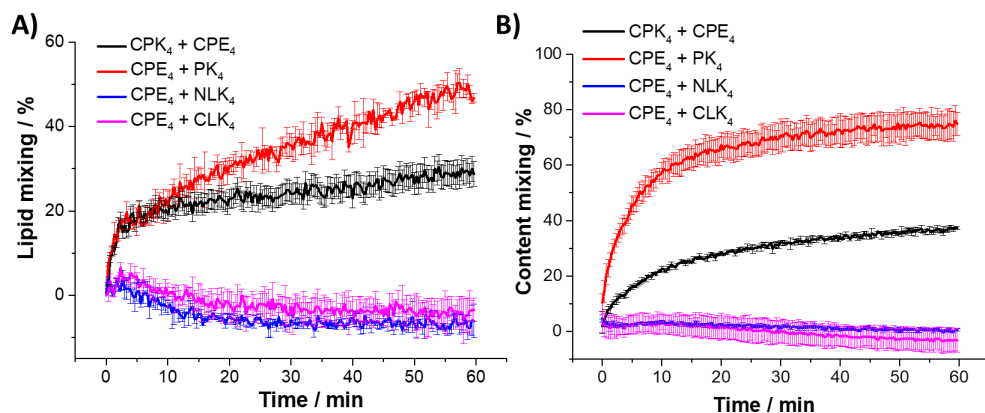 A)
CPK₄ + CPE₄
CPE₄ + PK₄
CPE₄ + NLK₄
CPE₄ + CLK₄
Lipid mixing / %
60
40
20
0
0 10 20 30 40 50 60
Time / min
B)
CPK₄ + CPE₄
CPE₄ + PK₄
CPE₄ + NLK₄
CPE₄ + CLK₄
Content mixing / %
100
80
60
40
20
0
0 10 20 30 40 50 60
Time / min